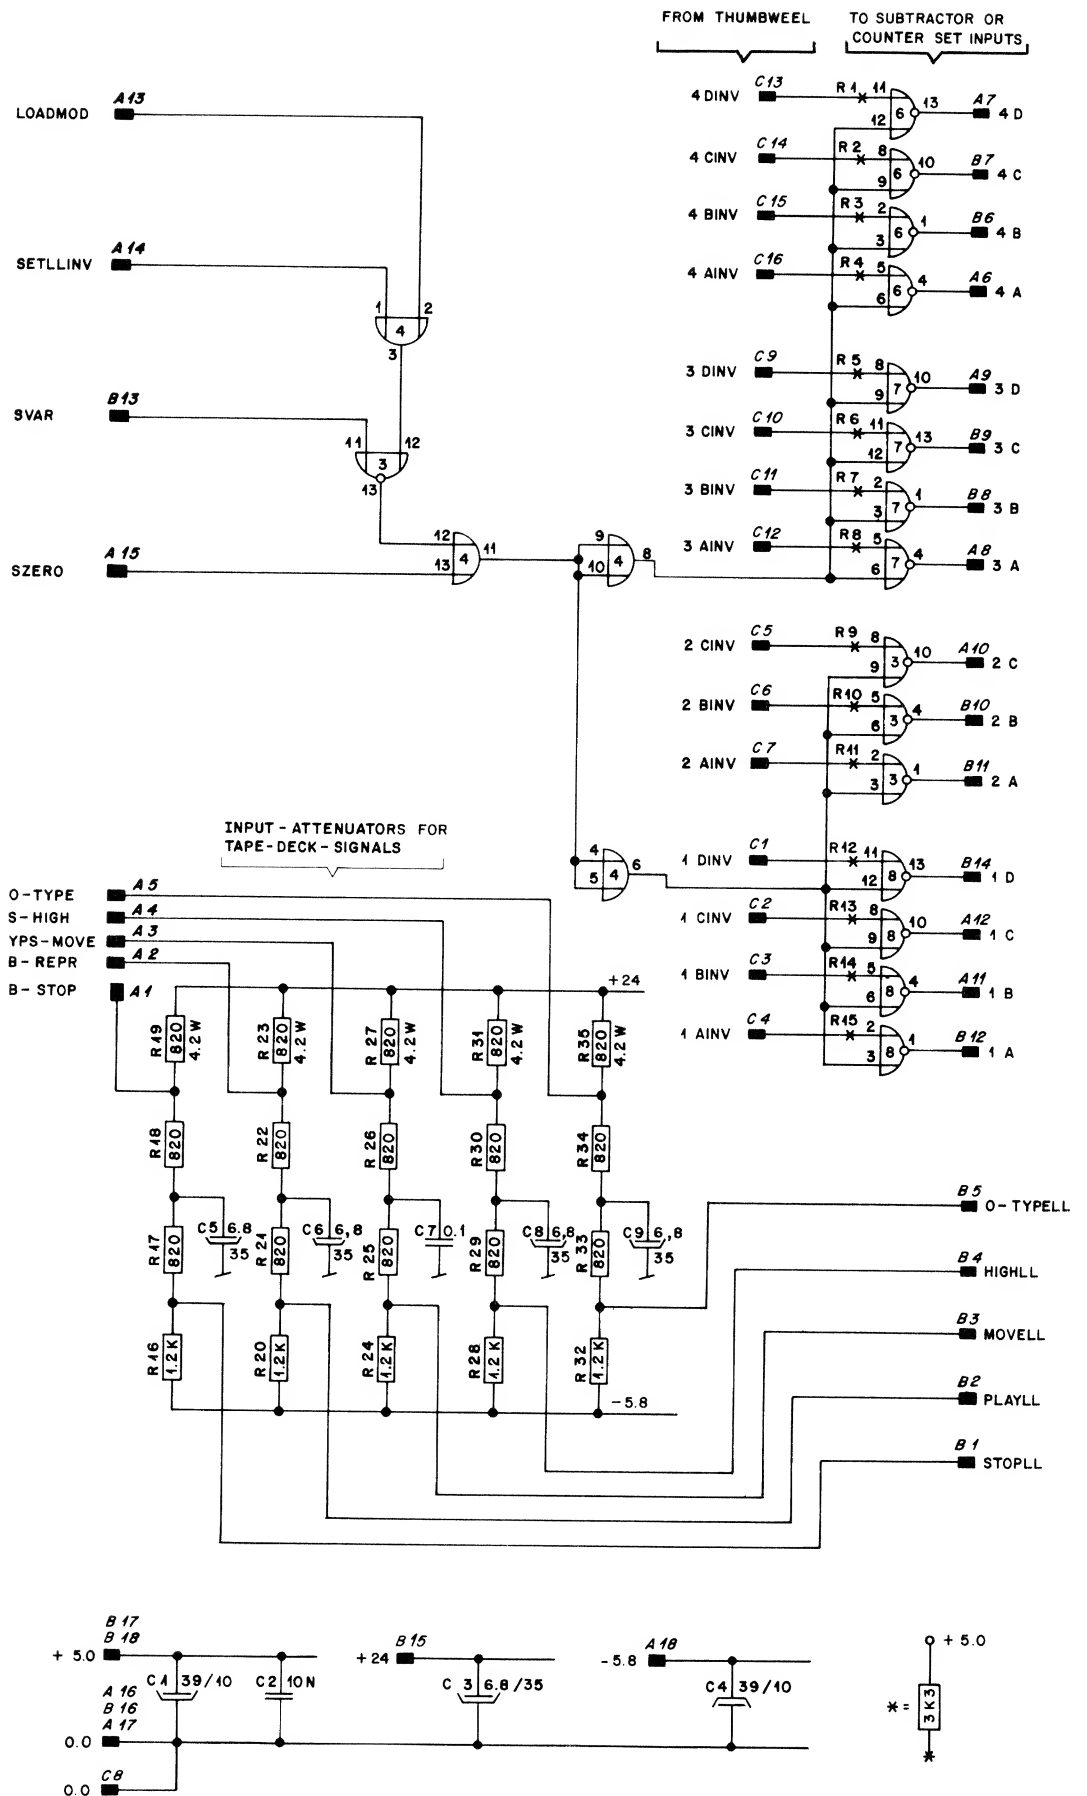 FROM THUMBWEEL
TO SUBTRACTOR OR
COUNTER SET INPUTS
LOADMOD A13
SETLLINV A14
1 2
4
3
SVAR B13
11 12
3
13
SZERO A15
12 11
13 4
9 8
10 4
4 6
5 4
4 DINV C13 R1 11 13 A7 4 D
12 6
4 CINV C14 R2 8 10 B7 4 C
9 6
4 BINV C15 R3 2 1 B6 4 B
3 6
4 AINV C16 R4 5 4 A6 4 A
6 6
3 DINV C9 R5 8 10 A9 3 D
9 7
3 CINV C10 R6 11 13 B9 3 C
12 7
3 BINV C11 R7 2 1 B8 3 B
3 7
3 AINV C12 R8 5 4 A8 3 A
6 7
2 CINV C5 R9 8 10 A10 2 C
9 3
2 BINV C6 R10 5 4 B10 2 B
6 3
2 AINV C7 R11 2 1 B11 2 A
3 3
1 DINV C1 R12 11 13 B14 1 D
12 8
1 CINV C2 R13 8 10 A12 1 C
9 8
1 BINV C3 R14 5 4 A11 1 B
6 8
1 AINV C4 R15 2 1 B12 1 A
3 8
INPUT-ATTENUATORS FOR
TAPE-DECK-SIGNALS
O-TYPE A5
S-HIGH A4
YPS-MOVE A3
B-REPR A2
B-STOP A1
+24
R19 820 4.2W
R23 820 4.2W
R27 820 4.2W
R31 820 4.2W
R35 820 4.2W
R18 820
R22 820
R26 820
R30 820
R34 820
C5 6.8 35
C6 6,8 35
C7 0.1
C8 6,8 35
C9 6,8 35
R17 820
R21 820
R25 820
R29 820
R33 820
R16 1.2K
R20 1.2K
R24 1.2K
R28 1.2K
R32 1.2K
-5.8
B5 O-TYPELL
B4 HIGHLL
B3 MOVELL
B2 PLAYLL
B1 STOPLL
B17
B18
+ 5.0
C1 39/10
C2 10N
A16
B16
A17
0.0
C8
0.0
+24 B15
C 3 6.8/35
-5.8 A18
C4 39/10
+ 5.0
* = 3K3
*